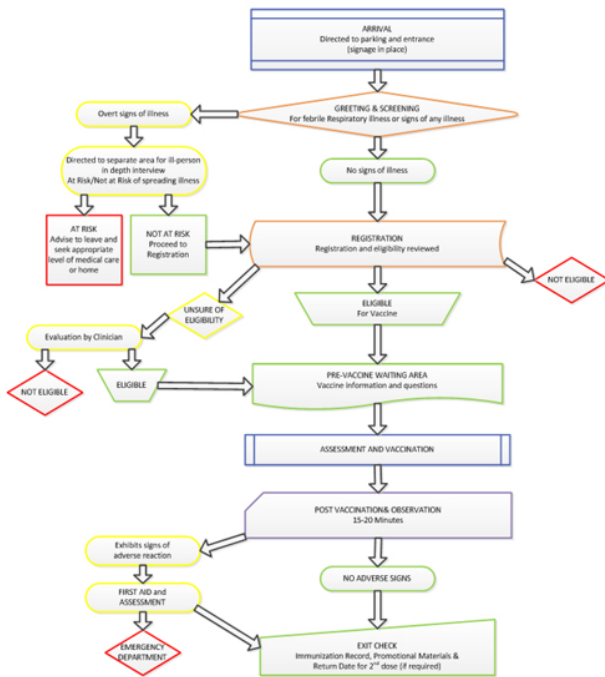 ARRIVAL
Directed to parking and entrance
(signage in place)
GREETING & SCREENING
For febrile Respiratory illness or signs of any illness
Overt signs of illness
Directed to separate area for ill-person
in depth interview
At Risk/Not at Risk of spreading illness
No signs of illness
AT RISK
Advise to leave and
seek appropriate
level of medical care
or home
NOT AT RISK
Proceed to
Registration
REGISTRATION
Registration and eligibility reviewed
NOT ELIGIBLE
UNSURE OF
ELIGIBILITY
ELIGIBLE
For Vaccine
Evaluation by Clinician
NOT ELIGIBLE
ELIGIBLE
PRE-VACCINE WAITING AREA
Vaccine information and questions
ASSESSMENT AND VACCINATION
POST VACCINATION& OBSERVATION
15-20 Minutes
Exhibits signs of
adverse reaction
NO ADVERSE SIGNS
FIRST AID and
ASSESSMENT
EMERGENCY
DEPARTMENT
EXIT CHECK
Immunization Record, Promotional Materials &
Return Date for 2nd dose (if required)